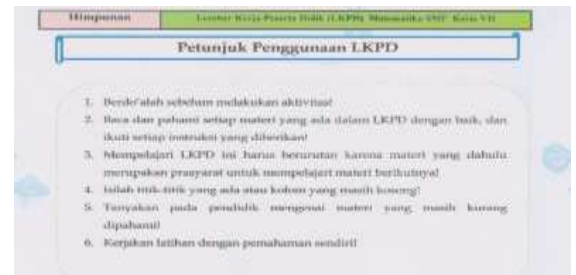 Himpunan
Lembar Kerja Peserta Didik (LKPD) Matematika SMP Kelas VII
Petunjuk Penggunaan LKPD
1. Berdo'alah sebelum melakukan aktivitas!
2. Baca dan pahami setiap materi yang ada dalam LKPD dengan baik, dan
ikuti setiap instruksi yang diberikan!
3. Mempelajari LKPD ini harus berurutan karena materi yang dahulu
merupakan prasyarat untuk mempelajari materi berikutnya!
4. Isilah titik-titik yang ada atau kolom yang masih kosong!
5. Tanyakan pada pendidik mengenai materi yang masih kurang
dipahami!
6. Kerjakan latihan dengan pemahaman sendiri!